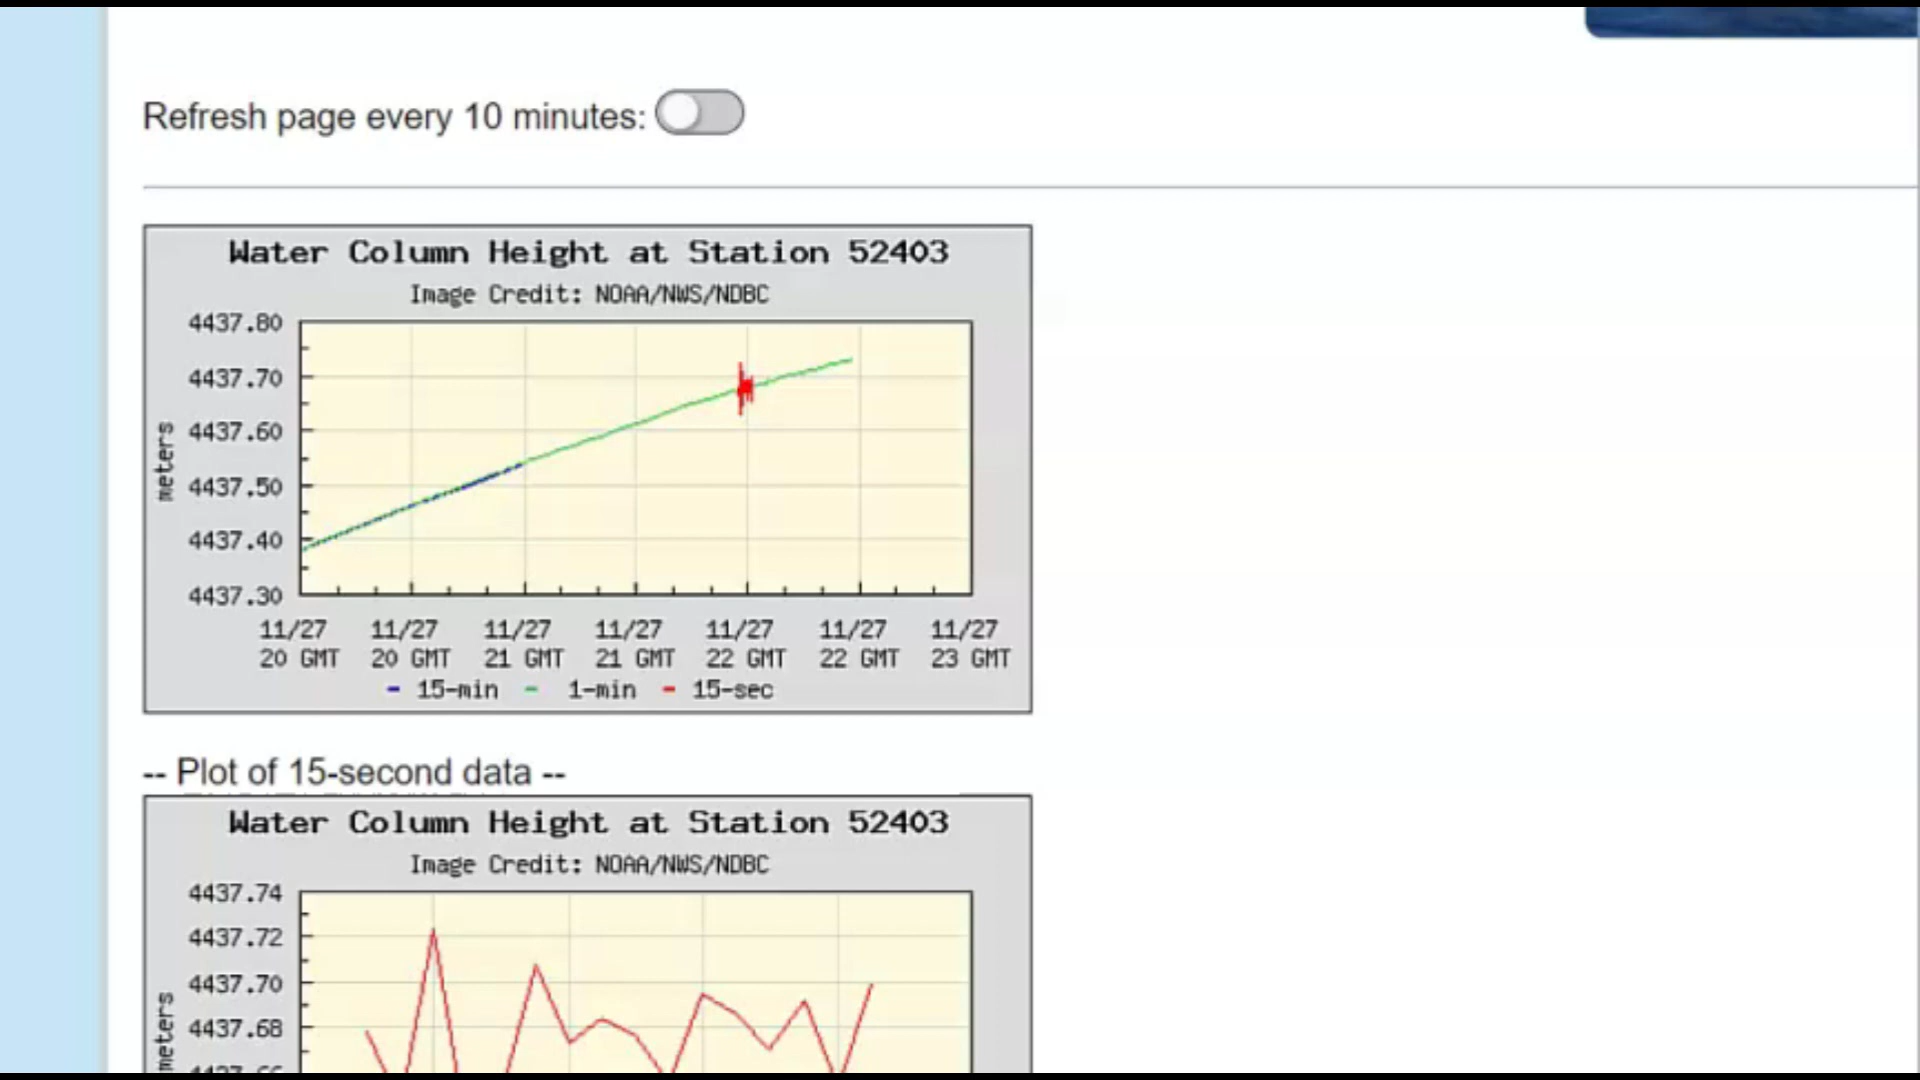 Refresh page every 10 minutes:
Water Column Height at Station 52403
Image Credit: NOAA/NWS/NDBC
4437.80
4437.70
4437.60
4437.50
4437.40
4437.30
meters
11/27 11/27 11/27 11/27 11/27 11/27 11/27
20 GMT 20 GMT 21 GMT 21 GMT 22 GMT 22 GMT 23 GMT
15-min 1-min 15-sec
-- Plot of 15-second data --
Water Column Height at Station 52403
Image Credit: NOAA/NWS/NDBC
4437.74
4437.72
4437.70
4437.68
meters